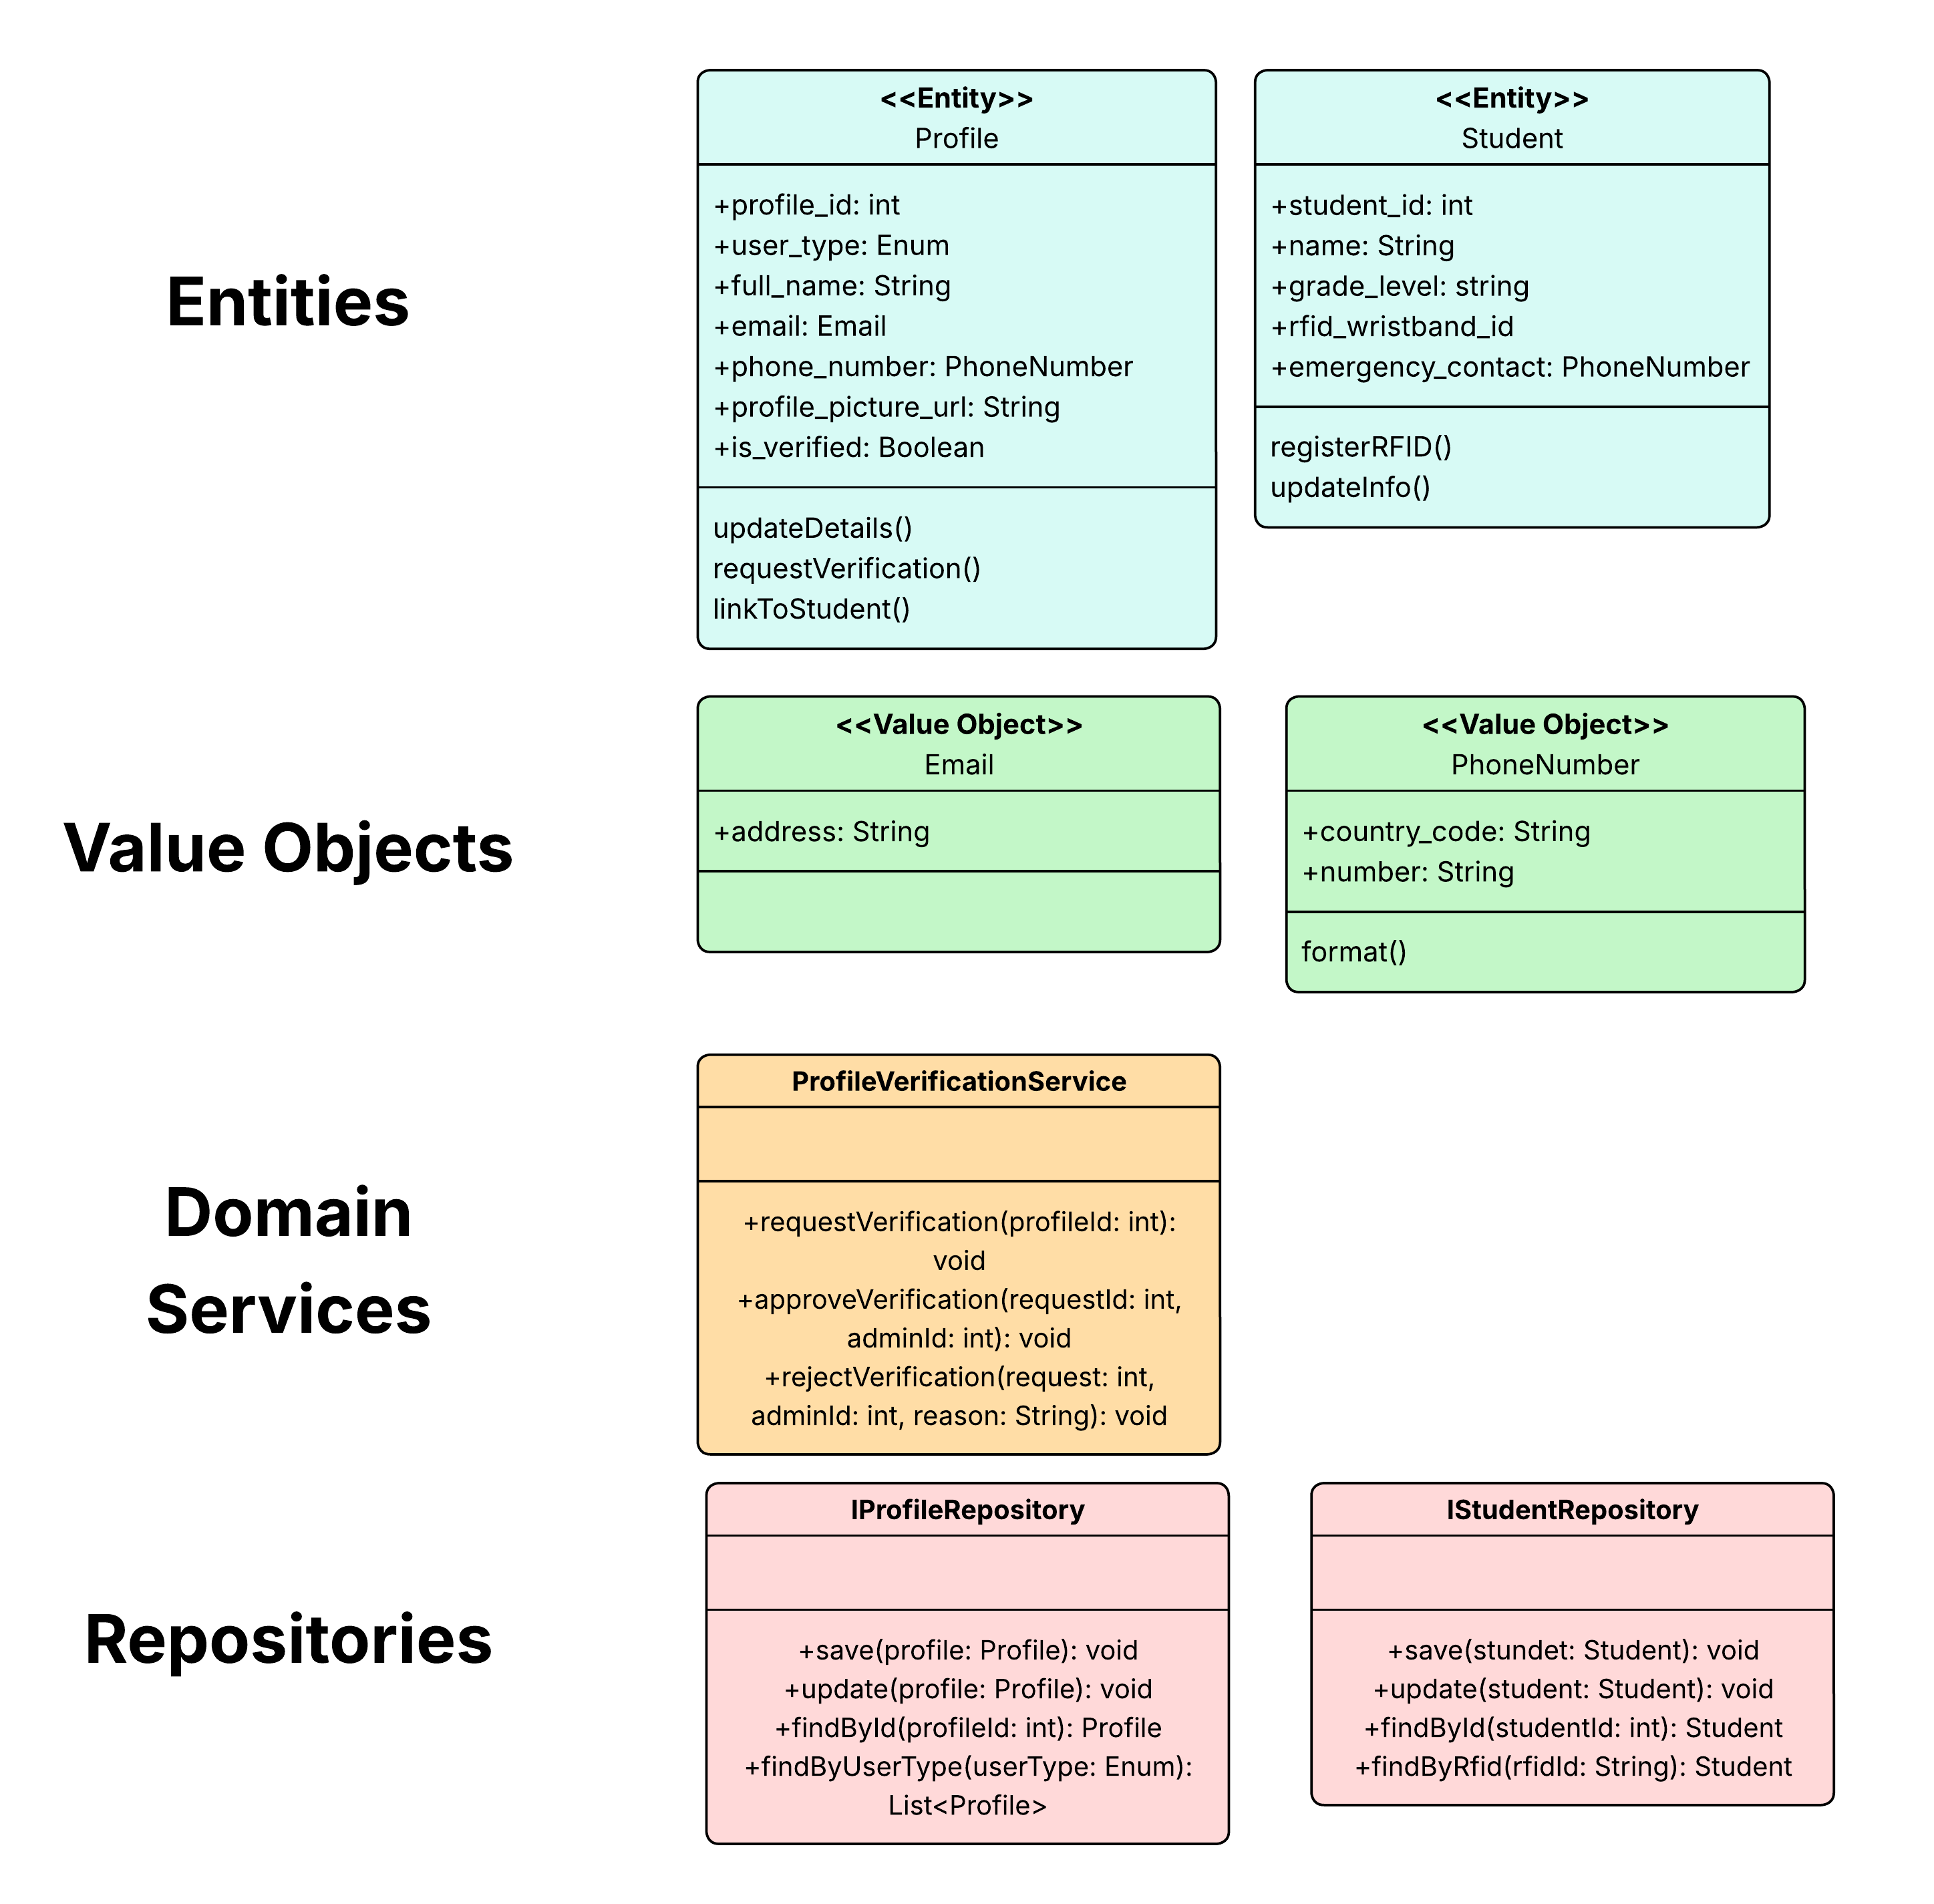 Entities
<<Entity>>
Profile
+profile_id: int
+user_type: Enum
+full_name: String
+email: Email
+phone_number: PhoneNumber
+profile_picture_url: String
+is_verified: Boolean
updateDetails()
requestVerification()
linkToStudent()
<<Entity>>
Student
+student_id: int
+name: String
+grade_level: string
+rfid_wristband_id
+emergency_contact: PhoneNumber
registerRFID()
updateInfo()
Value Objects
<<Value Object>>
Email
+address: String
<<Value Object>>
PhoneNumber
+country_code: String
+number: String
format()
Domain
Services
ProfileVerificationService
+requestVerification(profileId: int):
void
+approveVerification(requestId: int,
adminId: int): void
+rejectVerification(request: int,
adminId: int, reason: String): void
Repositories
IProfileRepository
+save(profile: Profile): void
+update(profile: Profile): void
+findById(profileId: int): Profile
+findByUserType(userType: Enum):
List<Profile>
IStudentRepository
+save(stundet: Student): void
+update(student: Student): void
+findById(studentId: int): Student
+findByRfid(rfidId: String): Student